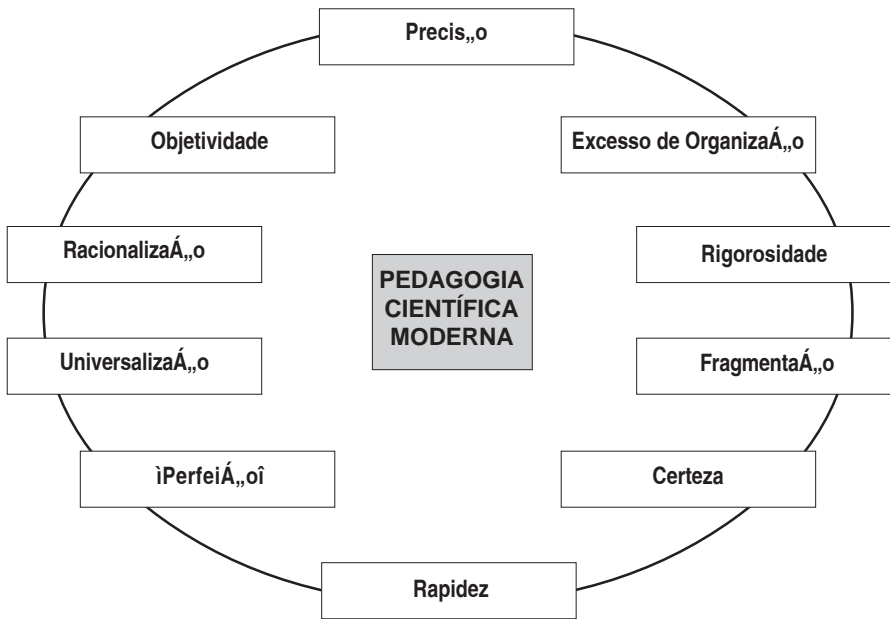 Precis„o
Objetividade
Excesso de OrganizaÁ„o
RacionalizaÁ„o
Rigorosidade
PEDAGOGIA
CIENTÍFICA
MODERNA
UniversalizaÁ„o
FragmentaÁ„o
ìPerfeiÁ„oî
Certeza
Rapidez